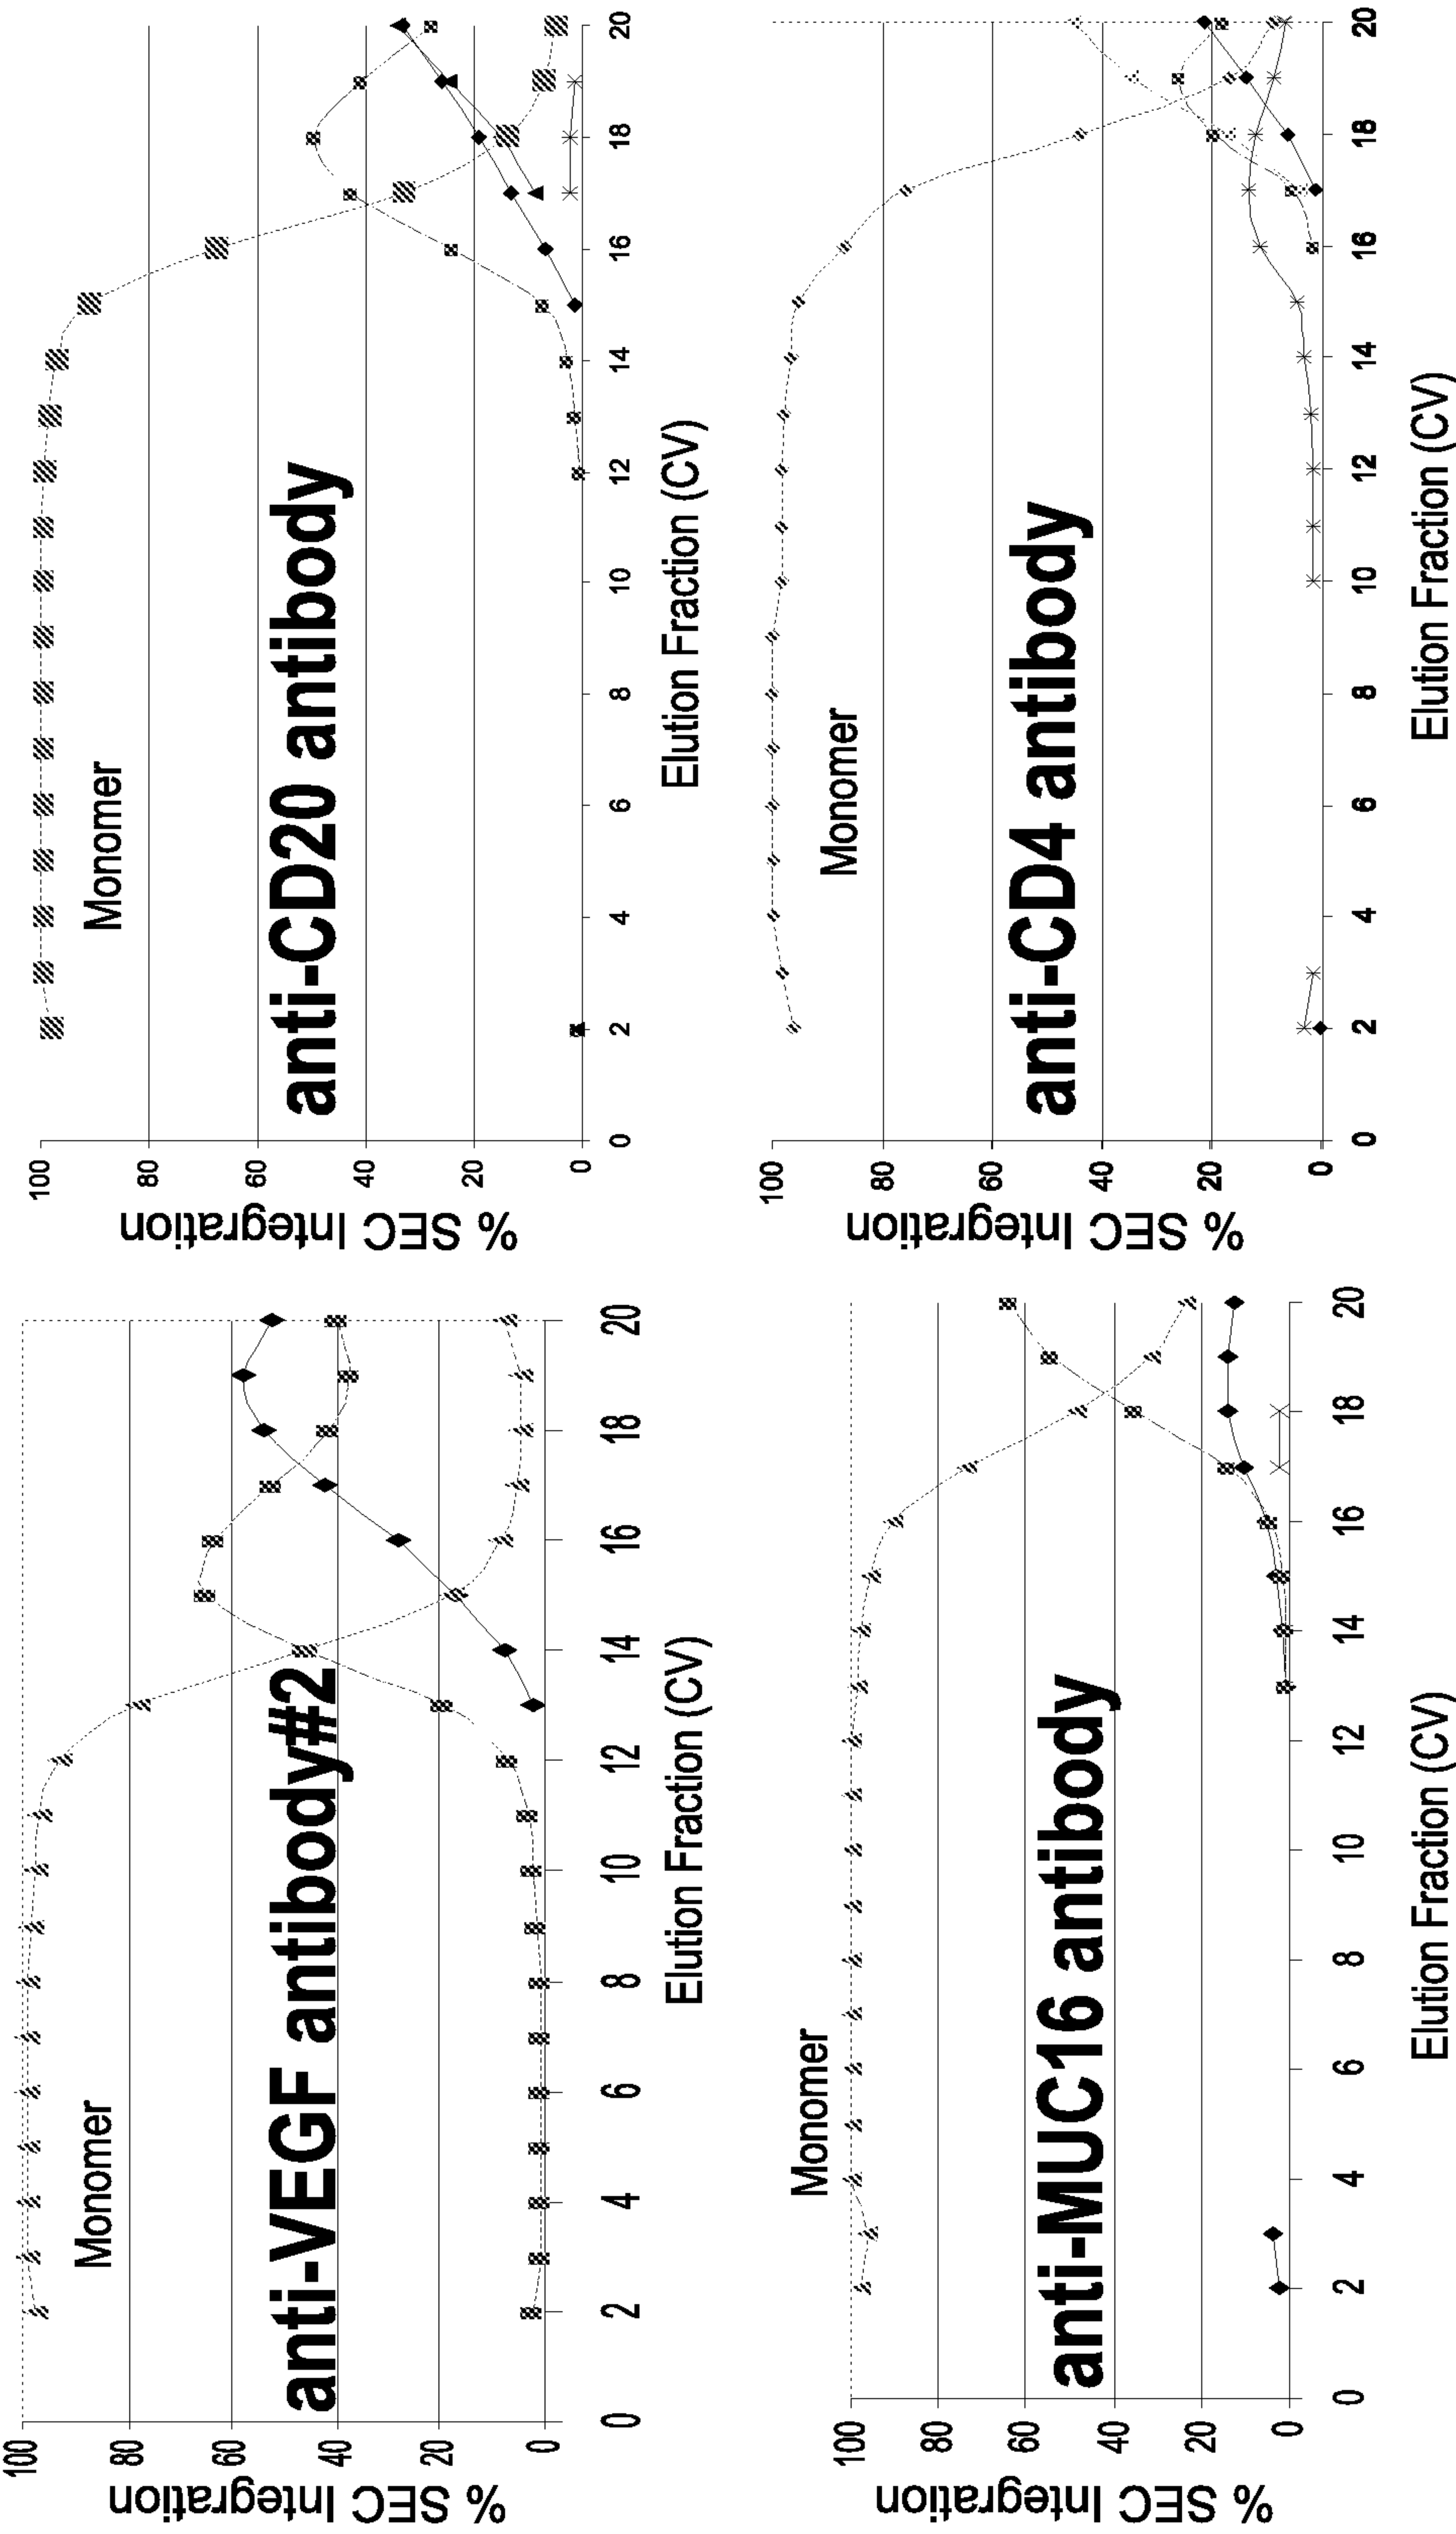 % SEC Integration
100
80
60
40
20
0
Monomer
anti-VEGF antibody#2
0 2 4 6 8 10 12 14 16 18 20
Elution Fraction (CV)
% SEC Integration
100
80
60
40
20
0
Monomer
anti-CD20 antibody
0 2 4 6 8 10 12 14 16 18 20
Elution Fraction (CV)
% SEC Integration
100
80
60
40
20
0
Monomer
anti-MUC16 antibody
0 2 4 6 8 10 12 14 16 18 20
Elution Fraction (CV)
% SEC Integration
100
80
60
40
20
0
Monomer
anti-CD4 antibody
0 2 4 6 8 10 12 14 16 18 20
Elution Fraction (CV)